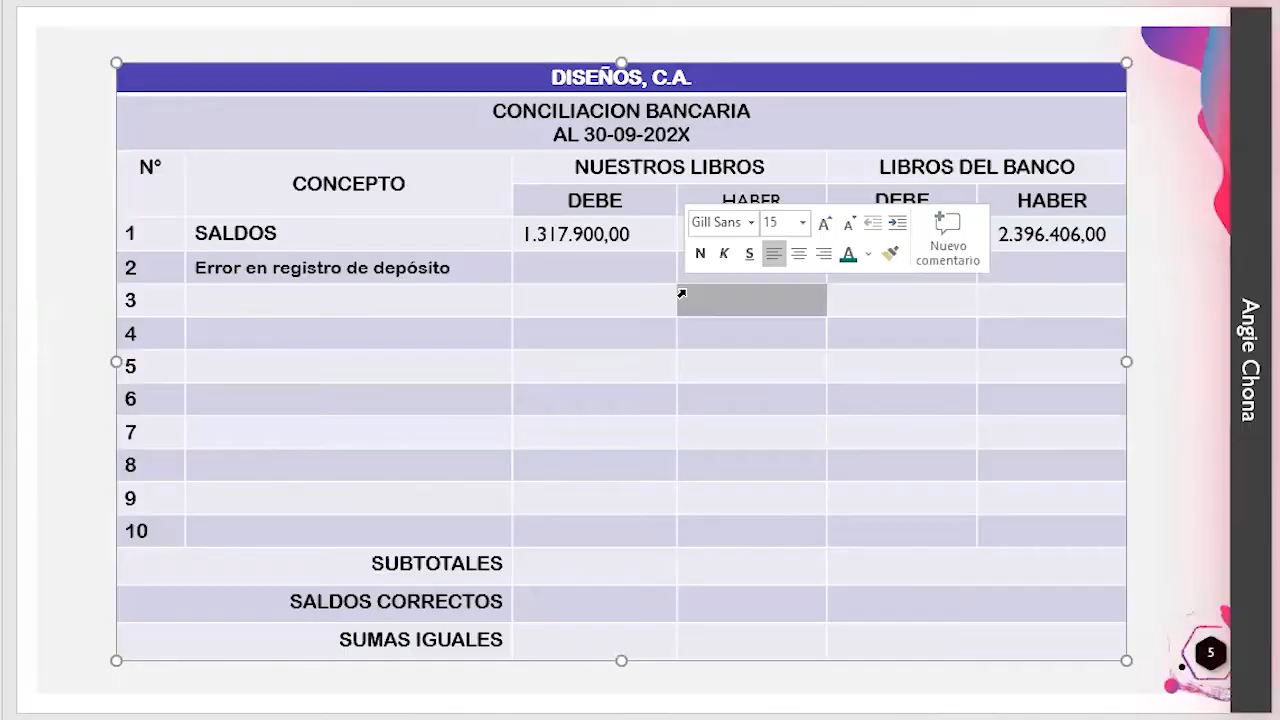 DISEÑOS, C.A.
CONCILIACION BANCARIA
AL 30-09-202X
N° CONCEPTO NUESTROS LIBROS LIBROS DEL BANCO
DEBE HABER DEBE HABER
1 SALDOS 1.317.900,00 2.396.406,00
2 Error en registro de depósito
3
4
5
6
7
8
9
10
SUBTOTALES
SALDOS CORRECTOS
SUMAS IGUALES
Gill Sans 15 A A
N K S A
Nuevo
comentario
Angie Chona
5